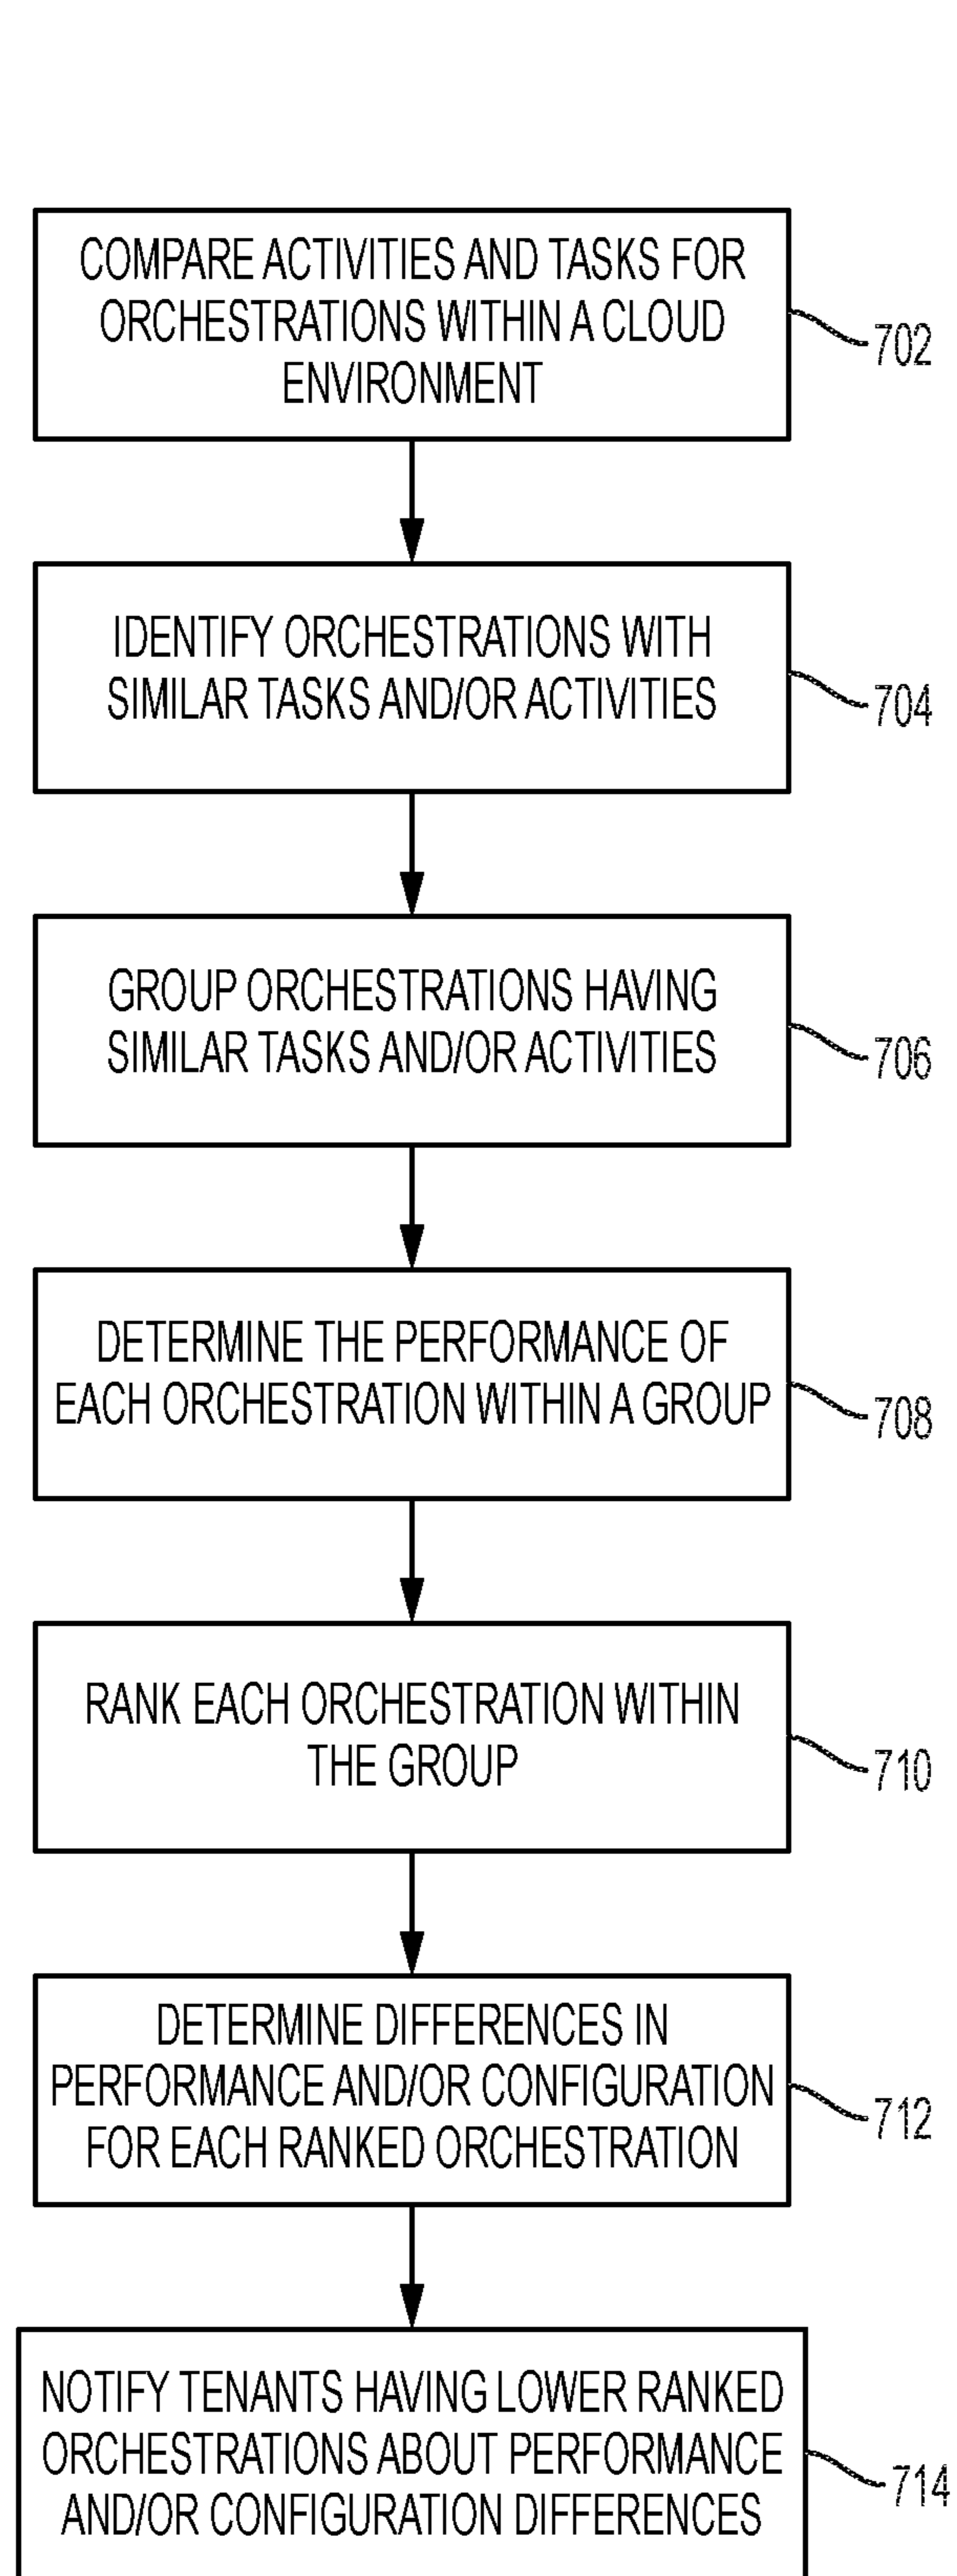 COMPARE ACTIVITIES AND TASKS FOR
ORCHESTRATIONS WITHIN A CLOUD
ENVIRONMENT
702
IDENTIFY ORCHESTRATIONS WITH
SIMILAR TASKS AND/OR ACTIVITIES
704
GROUP ORCHESTRATIONS HAVING
SIMILAR TASKS AND/OR ACTIVITIES
706
DETERMINE THE PERFORMANCE OF
EACH ORCHESTRATION WITHIN A GROUP
708
RANK EACH ORCHESTRATION WITHIN
THE GROUP
710
DETERMINE DIFFERENCES IN
PERFORMANCE AND/OR CONFIGURATION
FOR EACH RANKED ORCHESTRATION
712
NOTIFY TENANTS HAVING LOWER RANKED
ORCHESTRATIONS ABOUT PERFORMANCE
AND/OR CONFIGURATION DIFFERENCES
714